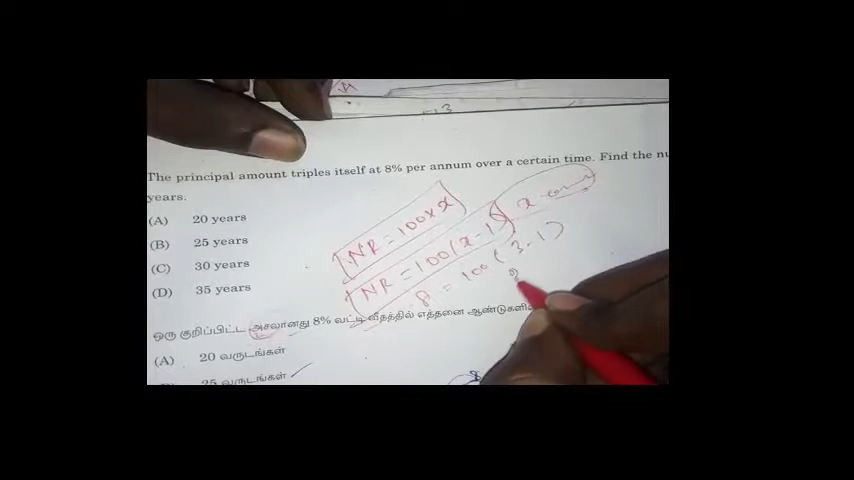 The principal amount triples itself at 8% per annum over a certain time. Find the nu
years.
(A) 20 years
(B) 25 years
(C) 30 years
(D) 35 years
NR = 100 × x
NR = 100 (x - 1)
8 = 100 ( 3 - 1 )
2
ஒரு குறிப்பிட்ட அசலானது 8% வட்டி வீதத்தில் எத்தனை ஆண்டுகளி
(A) 20 வருடங்கள்
25 வருடங்கள்